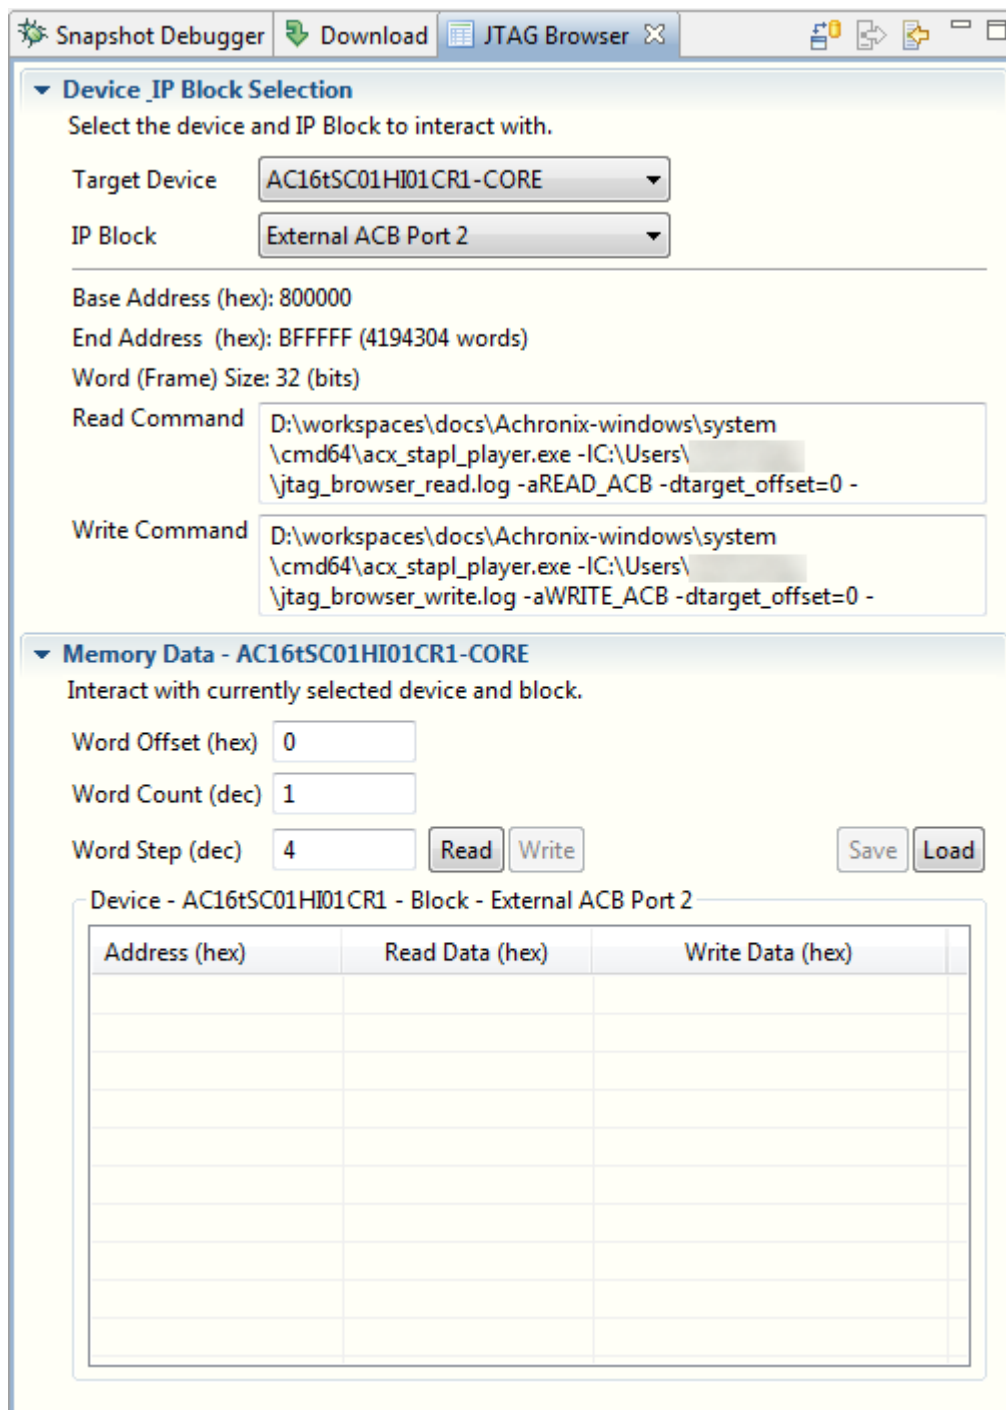 Snapshot Debugger Download JTAG Browser
Device_IP Block Selection
Select the device and IP Block to interact with.
Target Device AC16tSC01HI01CR1-CORE
IP Block External ACB Port 2
Base Address (hex): 800000
End Address (hex): BFFFFF (4194304 words)
Word (Frame) Size: 32 (bits)
Read Command D:\workspaces\docs\Achronix-windows\system
\cmd64\acx_stapl_player.exe -lC:\Users\
\jtag_browser_read.log -aREAD_ACB -dtarget_offset=0 -
Write Command D:\workspaces\docs\Achronix-windows\system
\cmd64\acx_stapl_player.exe -lC:\Users\
\jtag_browser_write.log -aWRITE_ACB -dtarget_offset=0 -
Memory Data - AC16tSC01HI01CR1-CORE
Interact with currently selected device and block.
Word Offset (hex) 0
Word Count (dec) 1
Word Step (dec) 4 Read Write Save Load
Device - AC16tSC01HI01CR1 - Block - External ACB Port 2
Address (hex) Read Data (hex) Write Data (hex)